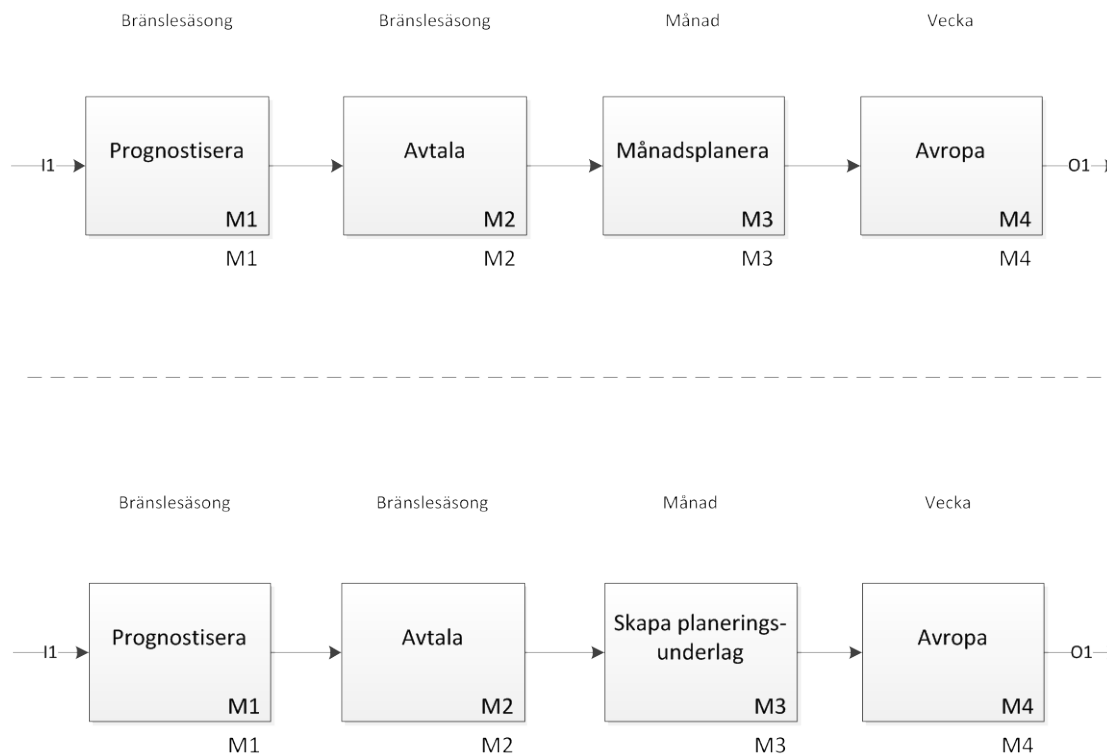 Bränslesäsong
Bränslesäsong
Månad
Vecka
I1
Prognostisera
M1
M1
Avtala
M2
M2
Månadsplanera
M3
M3
Avropa
M4
M4
O1
Bränslesäsong
Bränslesäsong
Månad
Vecka
I1
Prognostisera
M1
M1
Avtala
M2
M2
Skapa planerings-
underlag
M3
M3
Avropa
M4
M4
O1